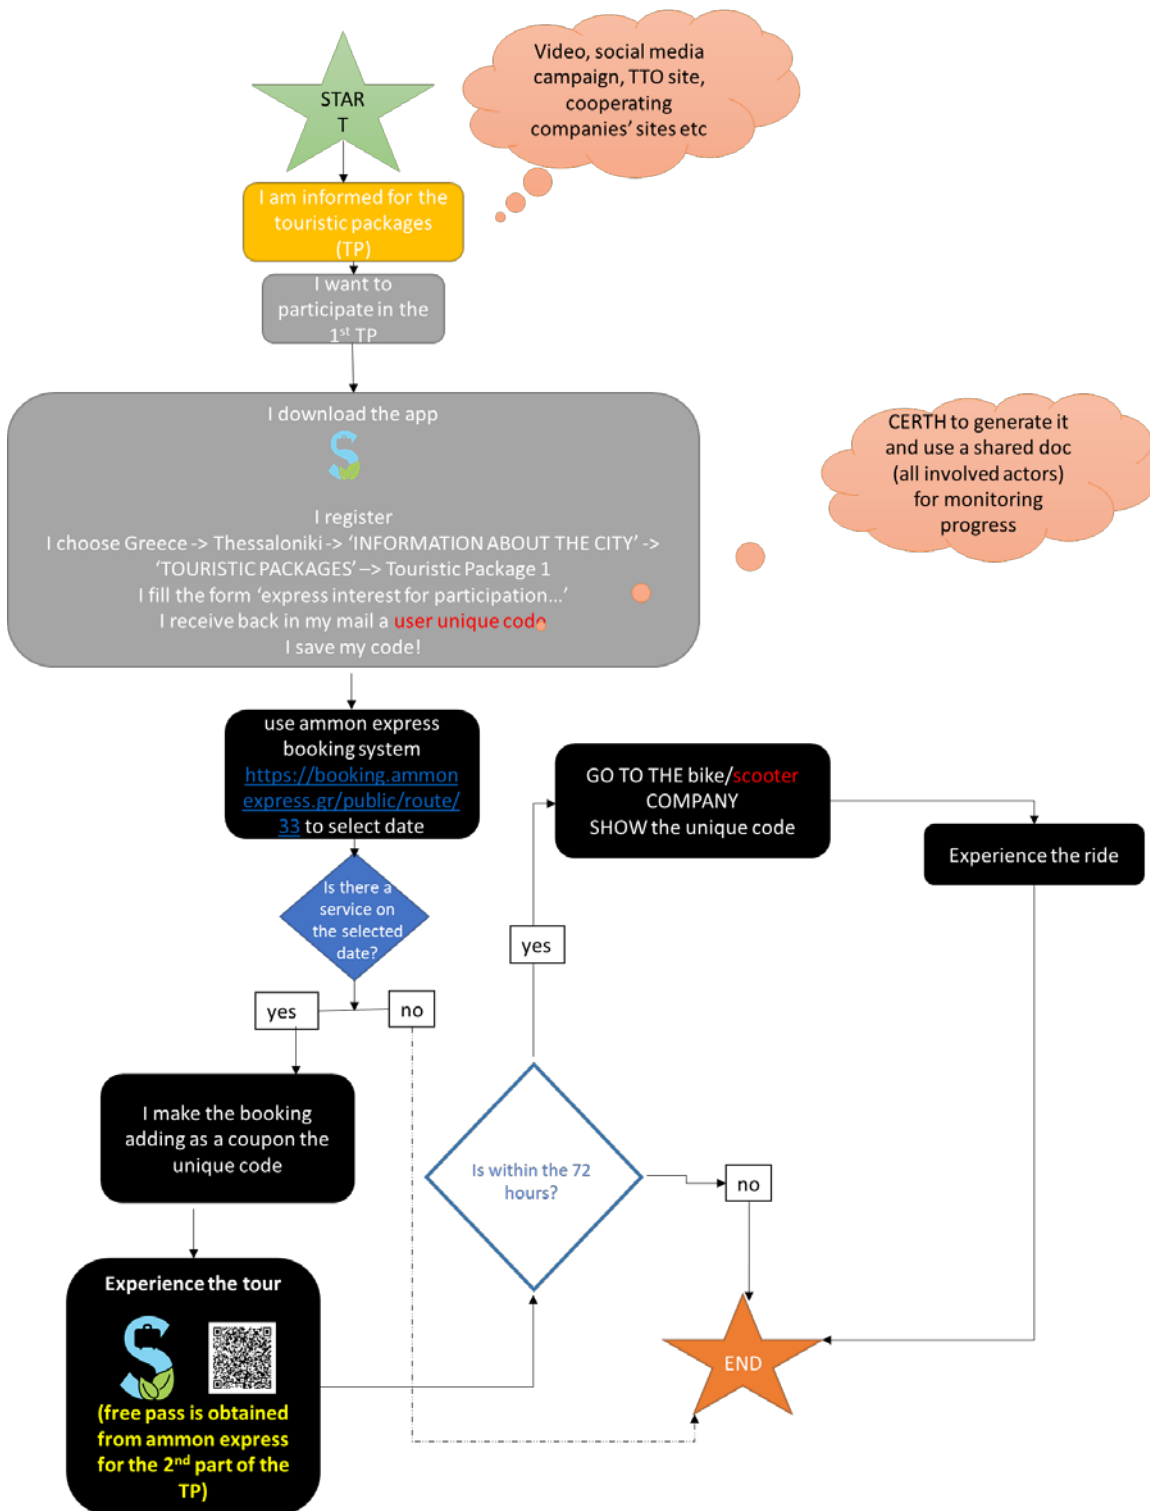 STAR
T
Video, social media
campaign, TTO site,
cooperating
companies' sites etc
I am informed for the
touristic packages
(TP)
I want to
participate in the
1st TP
I download the app
I register
I choose Greece -> Thessaloniki -> 'INFORMATION ABOUT THE CITY' ->
'TOURISTIC PACKAGES' –> Touristic Package 1
I fill the form 'express interest for participation...'
I receive back in my mail a user unique code
I save my code!
CERTH to generate it
and use a shared doc
(all involved actors)
for monitoring
progress
use ammon express
booking system
https://booking.ammon
express.gr/public/route/
33 to select date
GO TO THE bike/scooter
COMPANY
SHOW the unique code
Experience the ride
Is there a
service on
the selected
date?
yes
yes
no
I make the booking
adding as a coupon the
unique code
Is within the 72
hours?
no
Experience the tour
(free pass is obtained
from ammon express
for the 2nd part of the
TP)
END